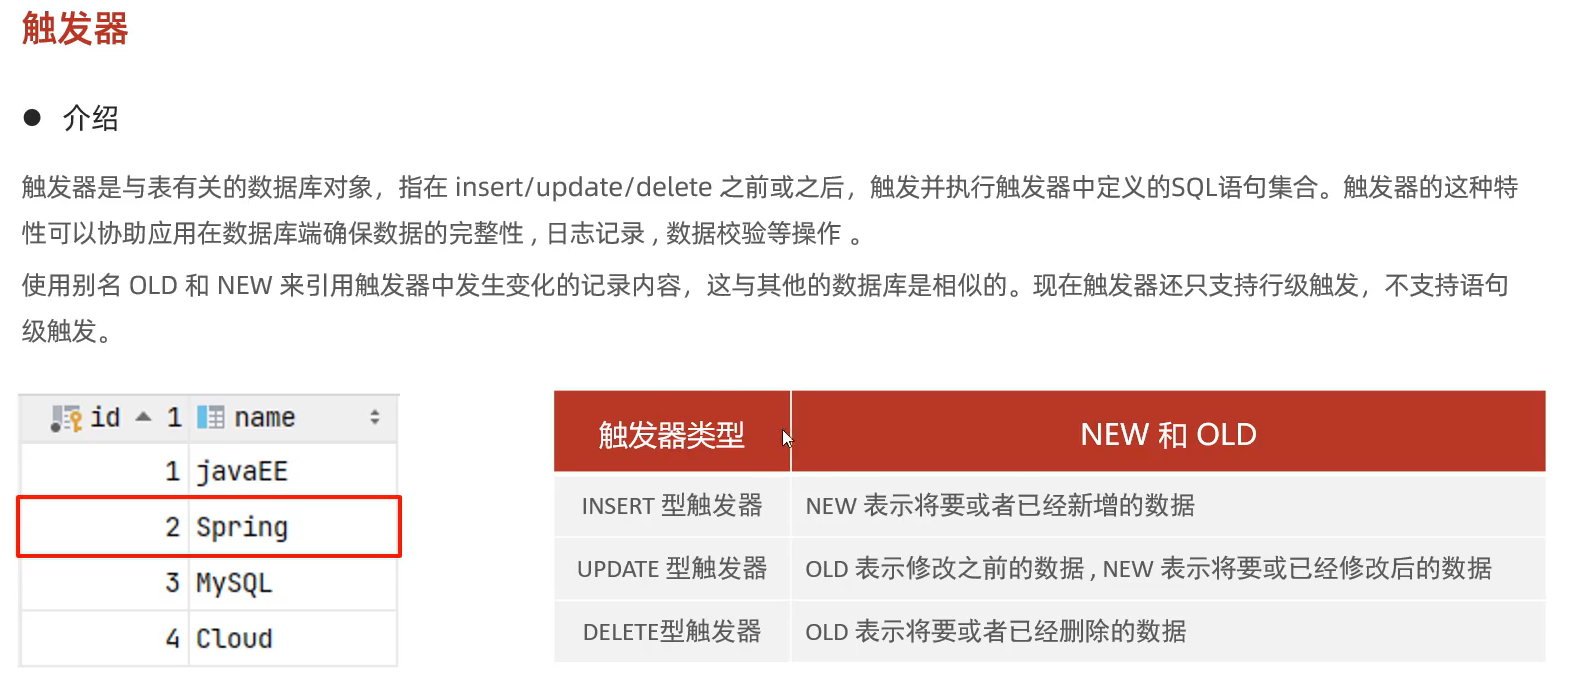 触发器
● 介绍
触发器是与表有关的数据库对象，指在 insert/update/delete 之前或之后，触发并执行触发器中定义的SQL语句集合。触发器的这种特
性可以协助应用在数据库端确保数据的完整性 , 日志记录 , 数据校验等操作 。
使用别名 OLD 和 NEW 来引用触发器中发生变化的记录内容，这与其他的数据库是相似的。现在触发器还只支持行级触发，不支持语句
级触发。
id 1 name
1 javaEE
2 Spring
3 MySQL
4 Cloud
触发器类型 NEW 和 OLD
INSERT 型触发器 NEW 表示将要或者已经新增的数据
UPDATE 型触发器 OLD 表示修改之前的数据 , NEW 表示将要或已经修改后的数据
DELETE型触发器 OLD 表示将要或者已经删除的数据